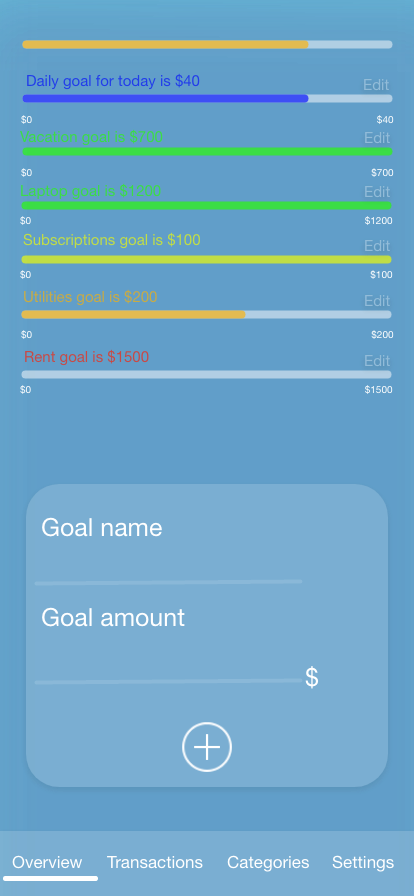 Daily goal for today is $40
Edit
$0 $40
Vacation goal is $700
Edit
$0 $700
Laptop goal is $1200
Edit
$0 $1200
Subscriptions goal is $100
Edit
$0 $100
Utilities goal is $200
Edit
$0 $200
Rent goal is $1500
Edit
$0 $1500
Goal name
Goal amount
$
Overview Transactions Categories Settings